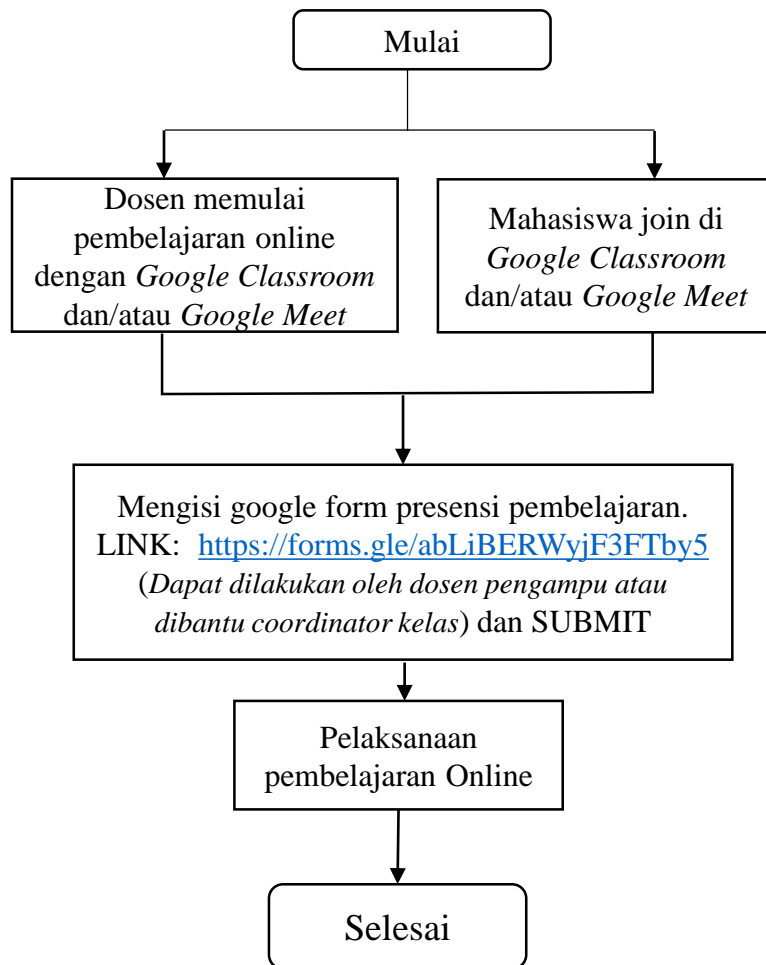 Mulai
Dosen memulai
pembelajaran online
dengan Google Classroom
dan/atau Google Meet
Mahasiswa join di
Google Classroom
dan/atau Google Meet
Mengisi google form presensi pembelajaran.
LINK: https://forms.gle/abLiBERWyjF3FTby5
(Dapat dilakukan oleh dosen pengampu atau
dibantu coordinator kelas) dan SUBMIT
Pelaksanaan
pembelajaran Online
Selesai